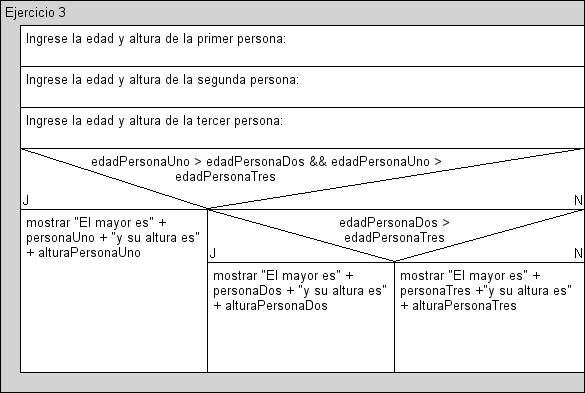 Ejercicio 3
Ingrese la edad y altura de la primer persona:
Ingrese la edad y altura de la segunda persona:
Ingrese la edad y altura de la tercer persona:
edadPersonaUno > edadPersonaDos && edadPersonaUno >
edadPersonaTres
J
N
mostrar "El mayor es" +
personaUno + "y su altura es"
+ alturaPersonaUno
edadPersonaDos >
edadPersonaTres
J
N
mostrar "El mayor es" +
personaDos + "y su altura es"
+ alturaPersonaDos
mostrar "El mayor es" +
personaTres +"y su altura es"
+ alturaPersonaTres